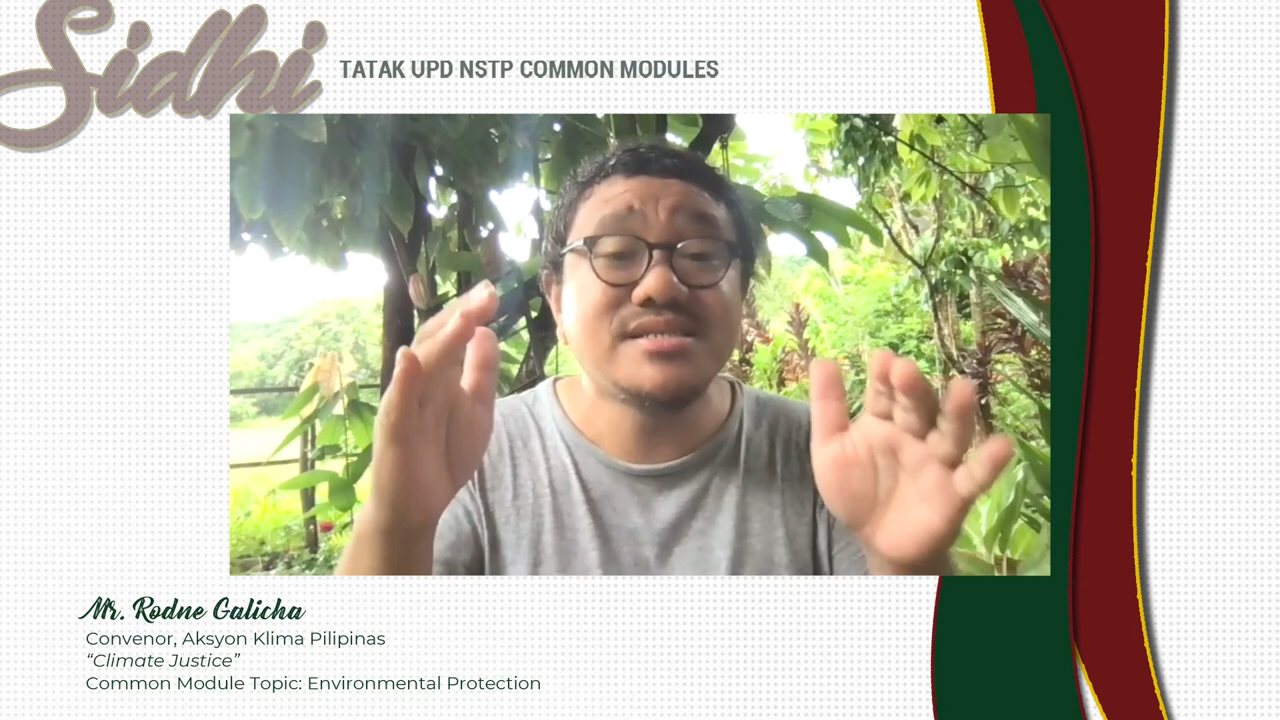 Sidhi
TATAK UPD NSTP COMMON MODULES
Mr. Rodne Galicha
Convenor, Aksyon Klima Pilipinas
“Climate Justice”
Common Module Topic: Environmental Protection